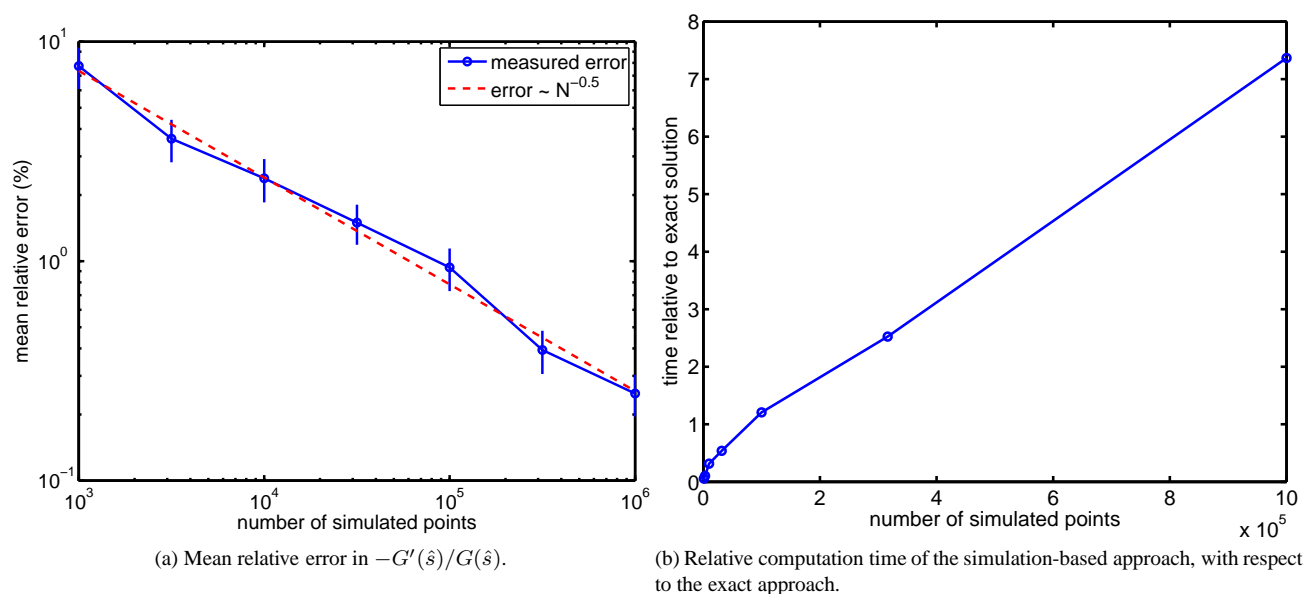 10^1
10^0
10^-1
mean relative error (%)
measured error
error ~ N^-0.5
10^3
10^4
10^5
10^6
number of simulated points
(a) Mean relative error in −G′(ŝ)/G(ŝ).
8
7
6
5
4
3
2
1
0
time relative to exact solution
0
2
4
6
8
10
x 10^5
number of simulated points
(b) Relative computation time of the simulation-based approach, with respect
to the exact approach.